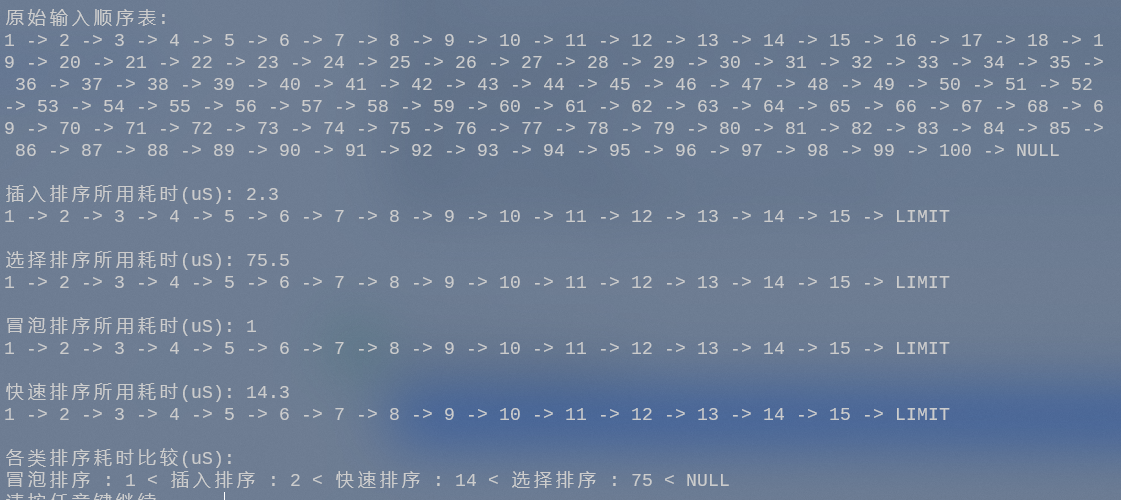 原始输入顺序表:
1 -> 2 -> 3 -> 4 -> 5 -> 6 -> 7 -> 8 -> 9 -> 10 -> 11 -> 12 -> 13 -> 14 -> 15 -> 16 -> 17 -> 18 -> 1
9 -> 20 -> 21 -> 22 -> 23 -> 24 -> 25 -> 26 -> 27 -> 28 -> 29 -> 30 -> 31 -> 32 -> 33 -> 34 -> 35 ->
36 -> 37 -> 38 -> 39 -> 40 -> 41 -> 42 -> 43 -> 44 -> 45 -> 46 -> 47 -> 48 -> 49 -> 50 -> 51 -> 52
-> 53 -> 54 -> 55 -> 56 -> 57 -> 58 -> 59 -> 60 -> 61 -> 62 -> 63 -> 64 -> 65 -> 66 -> 67 -> 68 -> 6
9 -> 70 -> 71 -> 72 -> 73 -> 74 -> 75 -> 76 -> 77 -> 78 -> 79 -> 80 -> 81 -> 82 -> 83 -> 84 -> 85 ->
86 -> 87 -> 88 -> 89 -> 90 -> 91 -> 92 -> 93 -> 94 -> 95 -> 96 -> 97 -> 98 -> 99 -> 100 -> NULL
插入排序所用耗时(uS): 2.3
1 -> 2 -> 3 -> 4 -> 5 -> 6 -> 7 -> 8 -> 9 -> 10 -> 11 -> 12 -> 13 -> 14 -> 15 -> LIMIT
选择排序所用耗时(uS): 75.5
1 -> 2 -> 3 -> 4 -> 5 -> 6 -> 7 -> 8 -> 9 -> 10 -> 11 -> 12 -> 13 -> 14 -> 15 -> LIMIT
冒泡排序所用耗时(uS): 1
1 -> 2 -> 3 -> 4 -> 5 -> 6 -> 7 -> 8 -> 9 -> 10 -> 11 -> 12 -> 13 -> 14 -> 15 -> LIMIT
快速排序所用耗时(uS): 14.3
1 -> 2 -> 3 -> 4 -> 5 -> 6 -> 7 -> 8 -> 9 -> 10 -> 11 -> 12 -> 13 -> 14 -> 15 -> LIMIT
各类排序耗时比较(uS):
冒泡排序 : 1 < 插入排序 : 2 < 快速排序 : 14 < 选择排序 : 75 < NULL